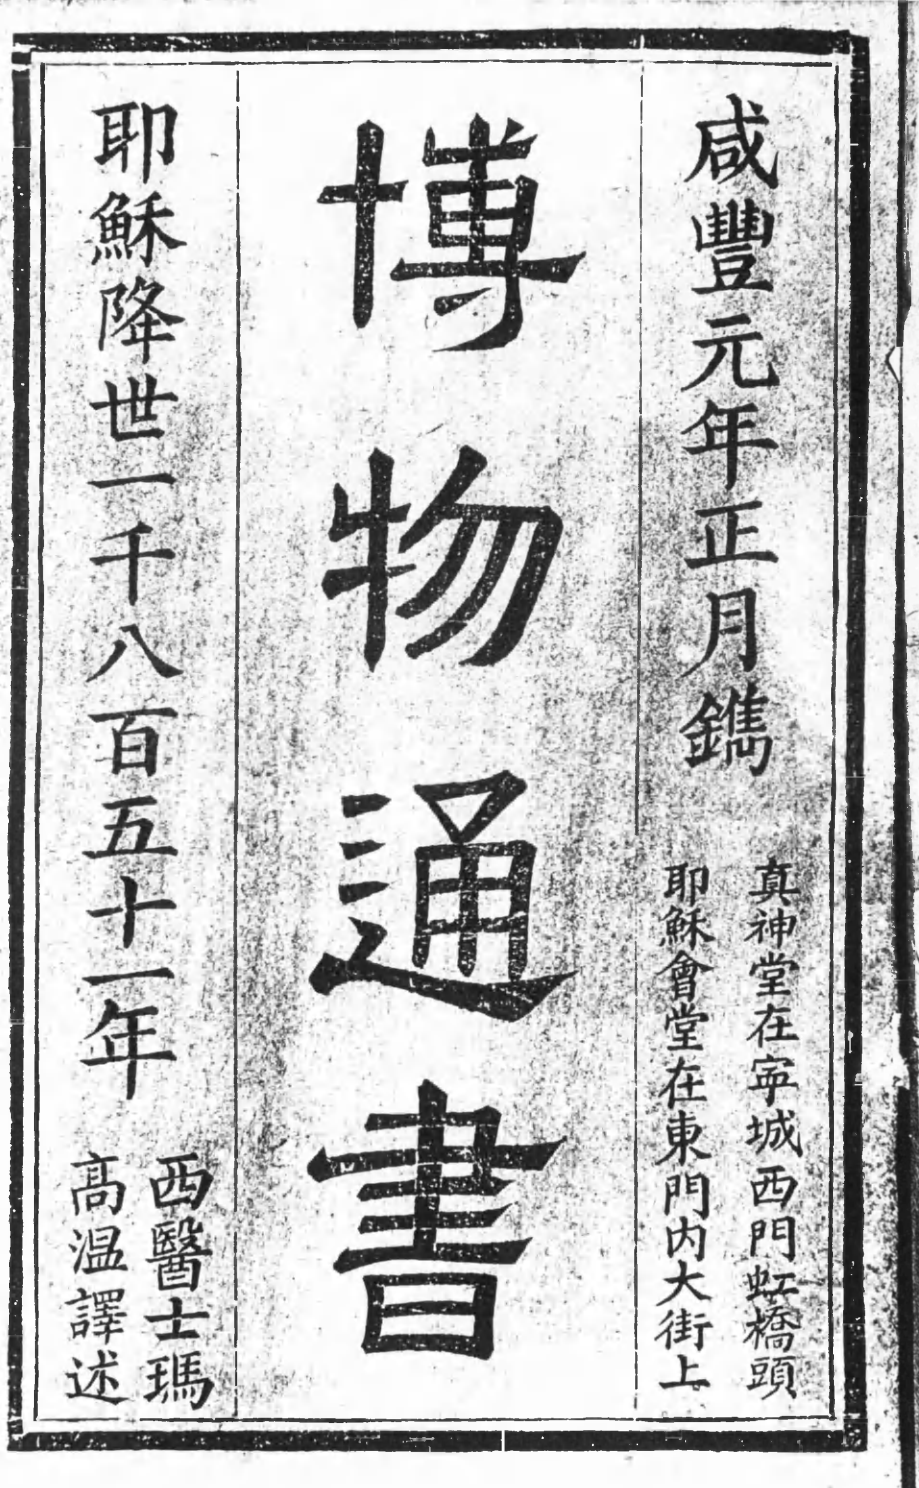 咸豐元年正月鐫
真神堂在寜城西門虹橋頭
耶穌會堂在東門内大街上
博物通書
耶穌降世一千八百五十一年
西醫士瑪
高温譯述